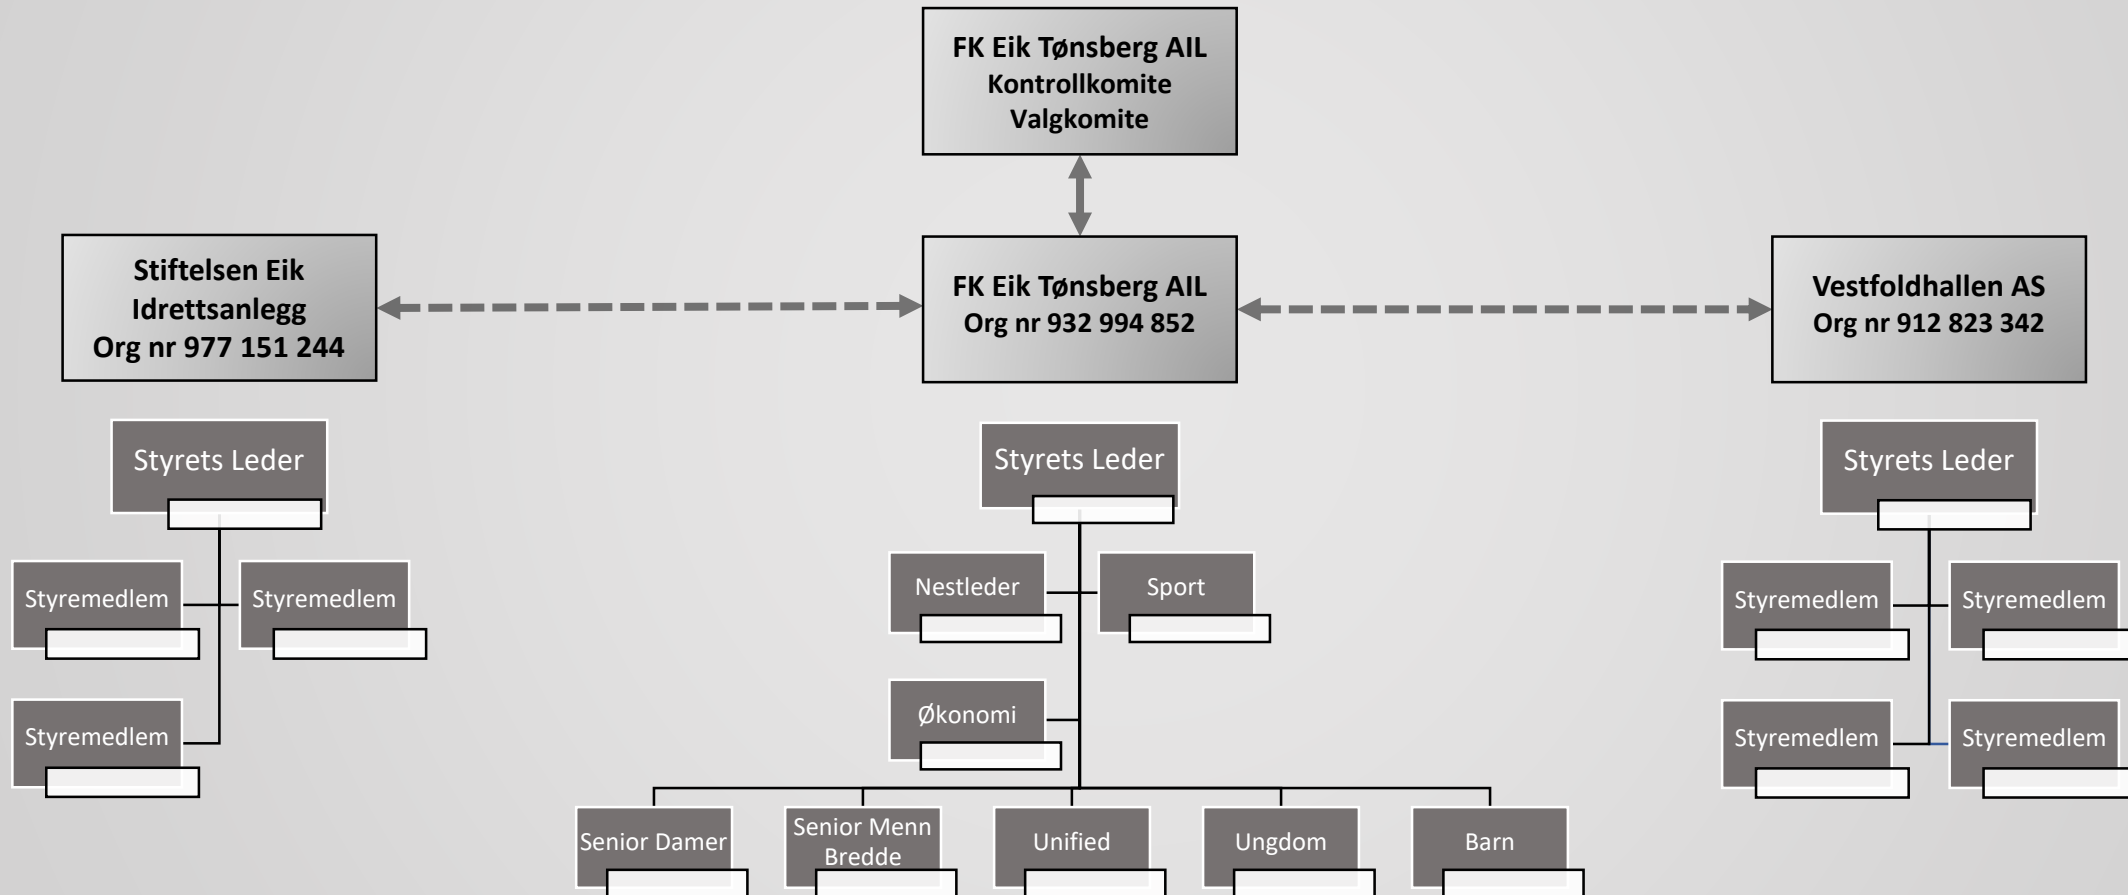 FK Eik Tønsberg AIL
Kontrollkomite
Valgkomite
Stiftelsen Eik
Idrettsanlegg
Org nr 977 151 244
FK Eik Tønsberg AIL
Org nr 932 994 852
Vestfoldhallen AS
Org nr 912 823 342
Styrets Leder
Styremedlem
Styremedlem
Styremedlem
Styrets Leder
Nestleder
Sport
Økonomi
Senior Damer
Senior Menn
Bredde
Unified
Ungdom
Barn
Styrets Leder
Styremedlem
Styremedlem
Styremedlem
Styremedlem